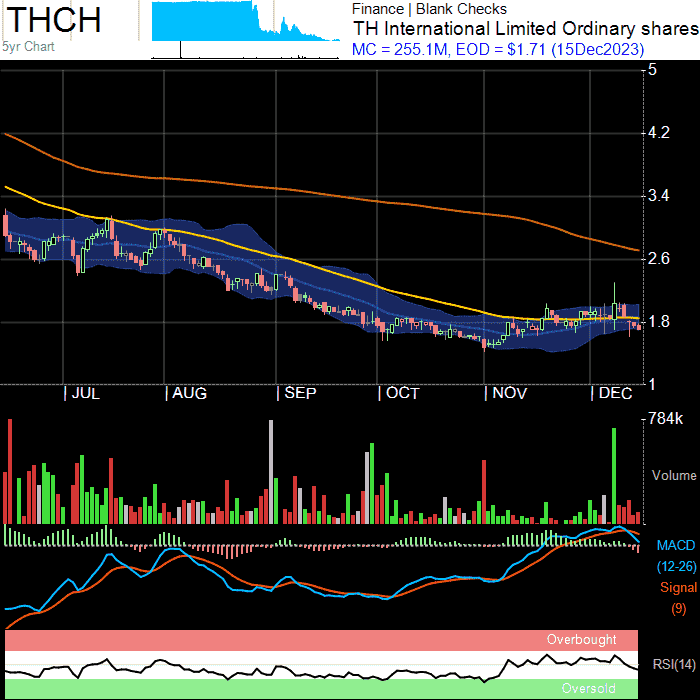 THCH
5yr Chart
Finance | Blank Checks
TH International Limited Ordinary shares
MC = 255.1M, EOD = $1.71 (15Dec2023)
5
4.2
3.4
2.6
1.8
1
JUL
AUG
SEP
OCT
NOV
DEC
784k
Volume
MACD
(12-26)
Signal
(9)
Overbought
RSI(14)
Oversold